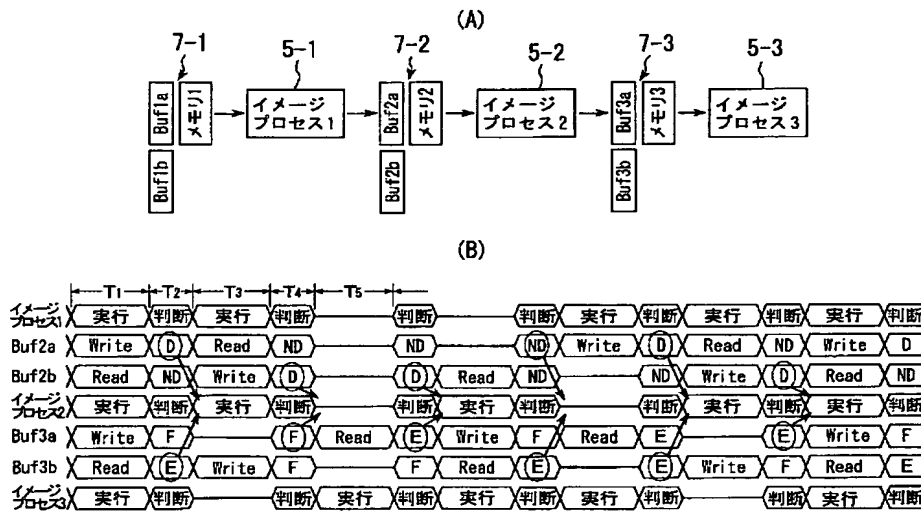 (A)
7-1 5-1 7-2 5-2 7-3 5-3
Buf1a メモリ1 イメージ
プロセス1
Buf2a メモリ2 イメージ
プロセス2
Buf3a メモリ3 イメージ
プロセス3
Buf1b Buf2b Buf3b
(B)
T1 T2 T3 T4 T5
イメージ
プロセス1 実行 判断 実行 判断 判断 判断 実行 判断 実行 判断 実行 判断
Buf2a Write D Read ND ND ND Write D Read ND Write D
Buf2b Read ND Write D D Read ND ND Write D Read ND
イメージ
プロセス2 実行 判断 実行 判断 判断 実行 判断 判断 実行 判断 実行 判断
Buf3a Write F F Read E Write F Read E E Write F
Buf3b Read E Write F F Read E E Write F Read E
イメージ
プロセス3 実行 判断 判断 実行 判断 実行 判断 実行 判断 判断 実行 判断